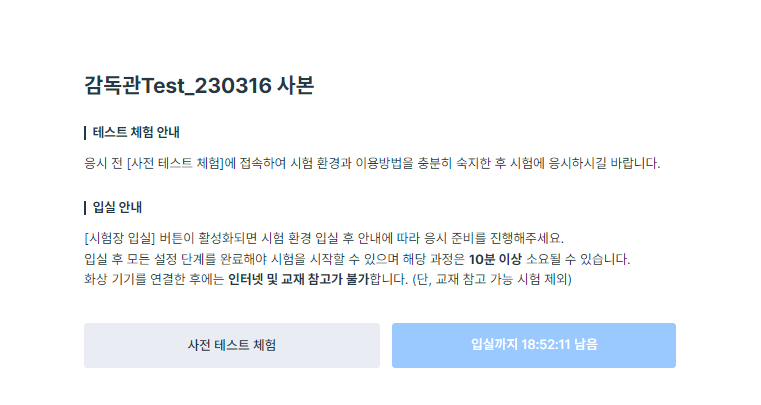 감독관Test_230316 사본
테스트 체험 안내
응시 전 [사전 테스트 체험]에 접속하여 시험 환경과 이용방법을 충분히 숙지한 후 시험에 응시하시길 바랍니다.
입실 안내
[시험장 입실] 버튼이 활성화되면 시험 환경 입실 후 안내에 따라 응시 준비를 진행해주세요.
입실 후 모든 설정 단계를 완료해야 시험을 시작할 수 있으며 해당 과정은 10분 이상 소요될 수 있습니다.
화상 기기를 연결한 후에는 인터넷 및 교재 참고가 불가합니다. (단, 교재 참고 가능 시험 제외)
사전 테스트 체험
입실까지 18:52:11 남음